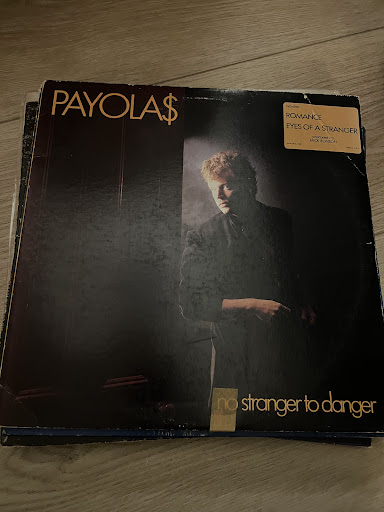 PAYOLA$
ROMANCE
EYES OF A STRANGER
no stranger to danger